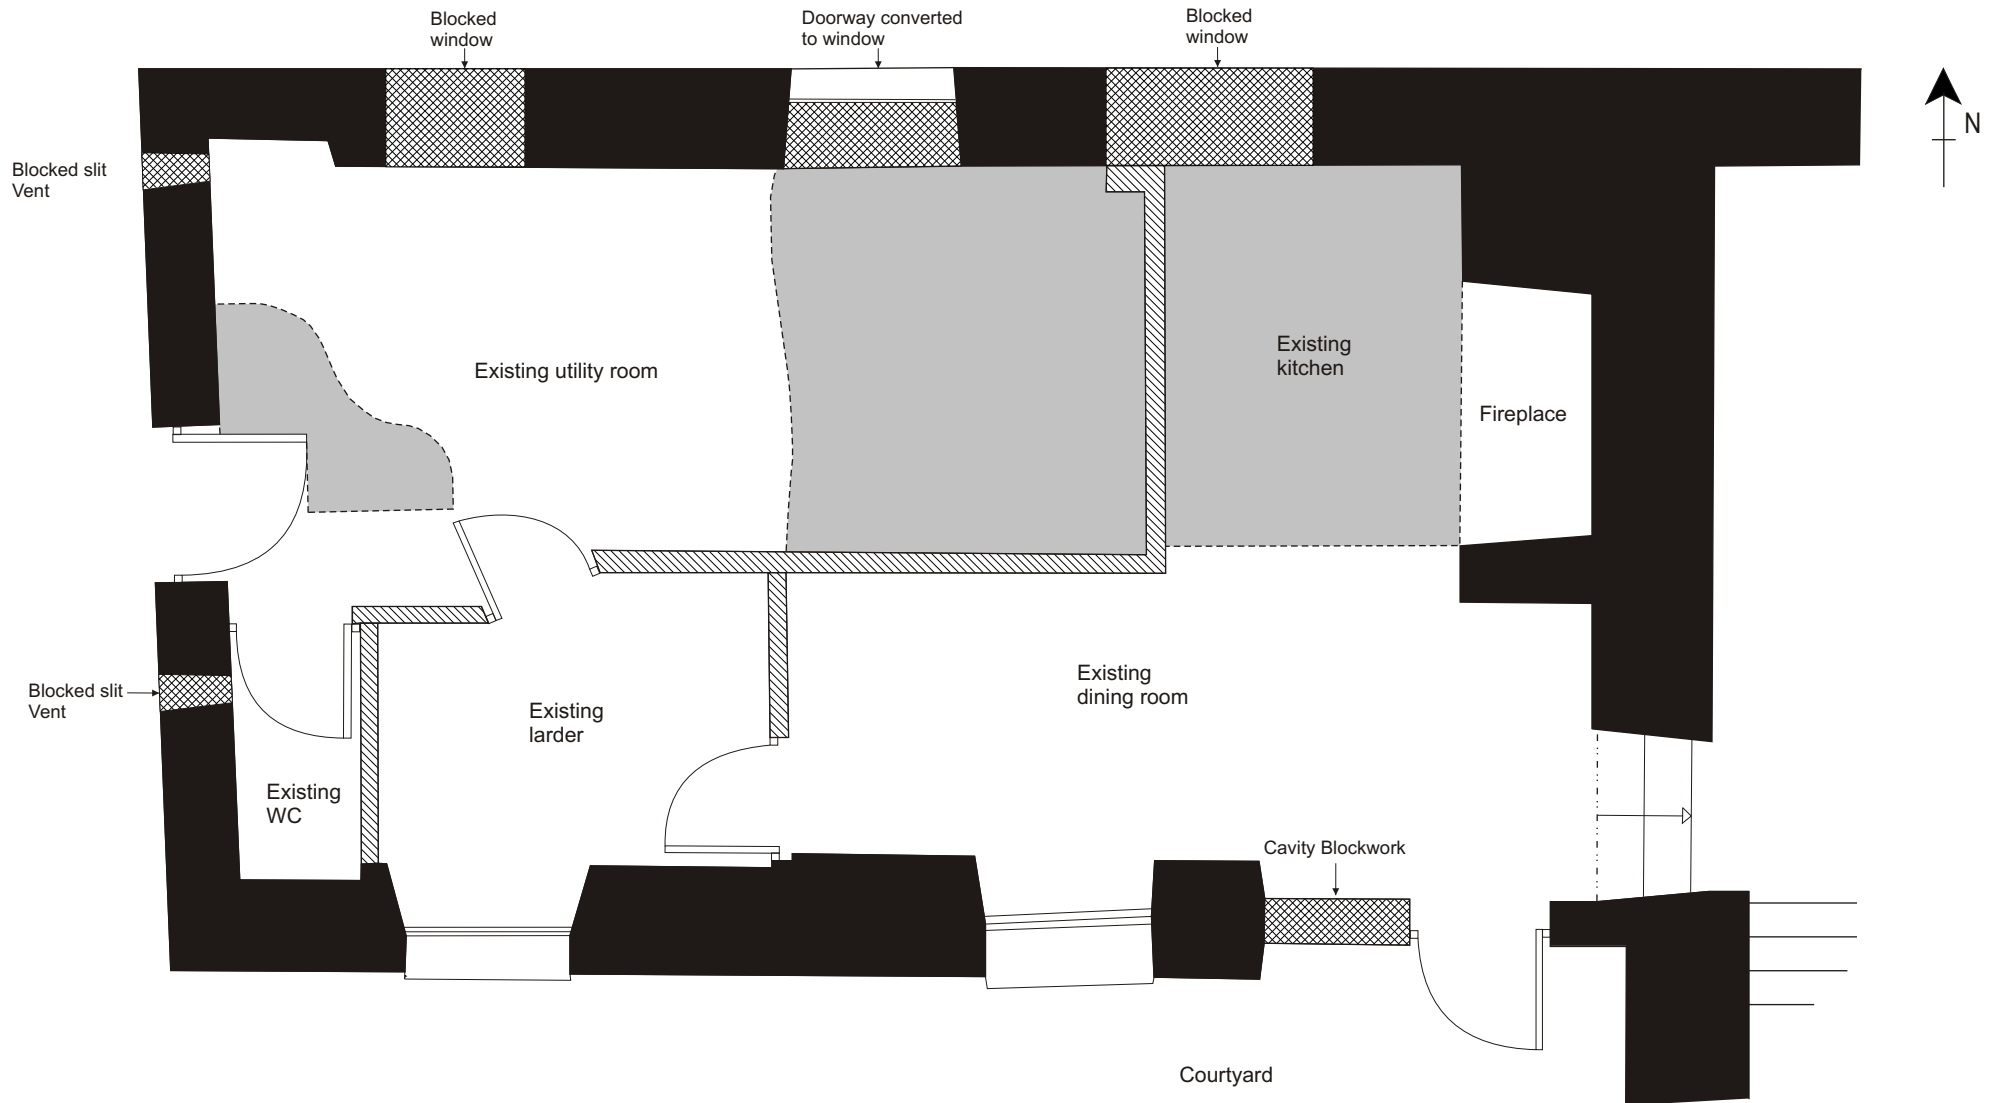 Blocked
window
Doorway converted
to window
Blocked
window
N
Blocked slit
Vent
Existing utility room
Existing
kitchen
Fireplace
Existing
dining room
Blocked slit
Vent
Existing
larder
Existing
WC
Cavity Blockwork
Courtyard